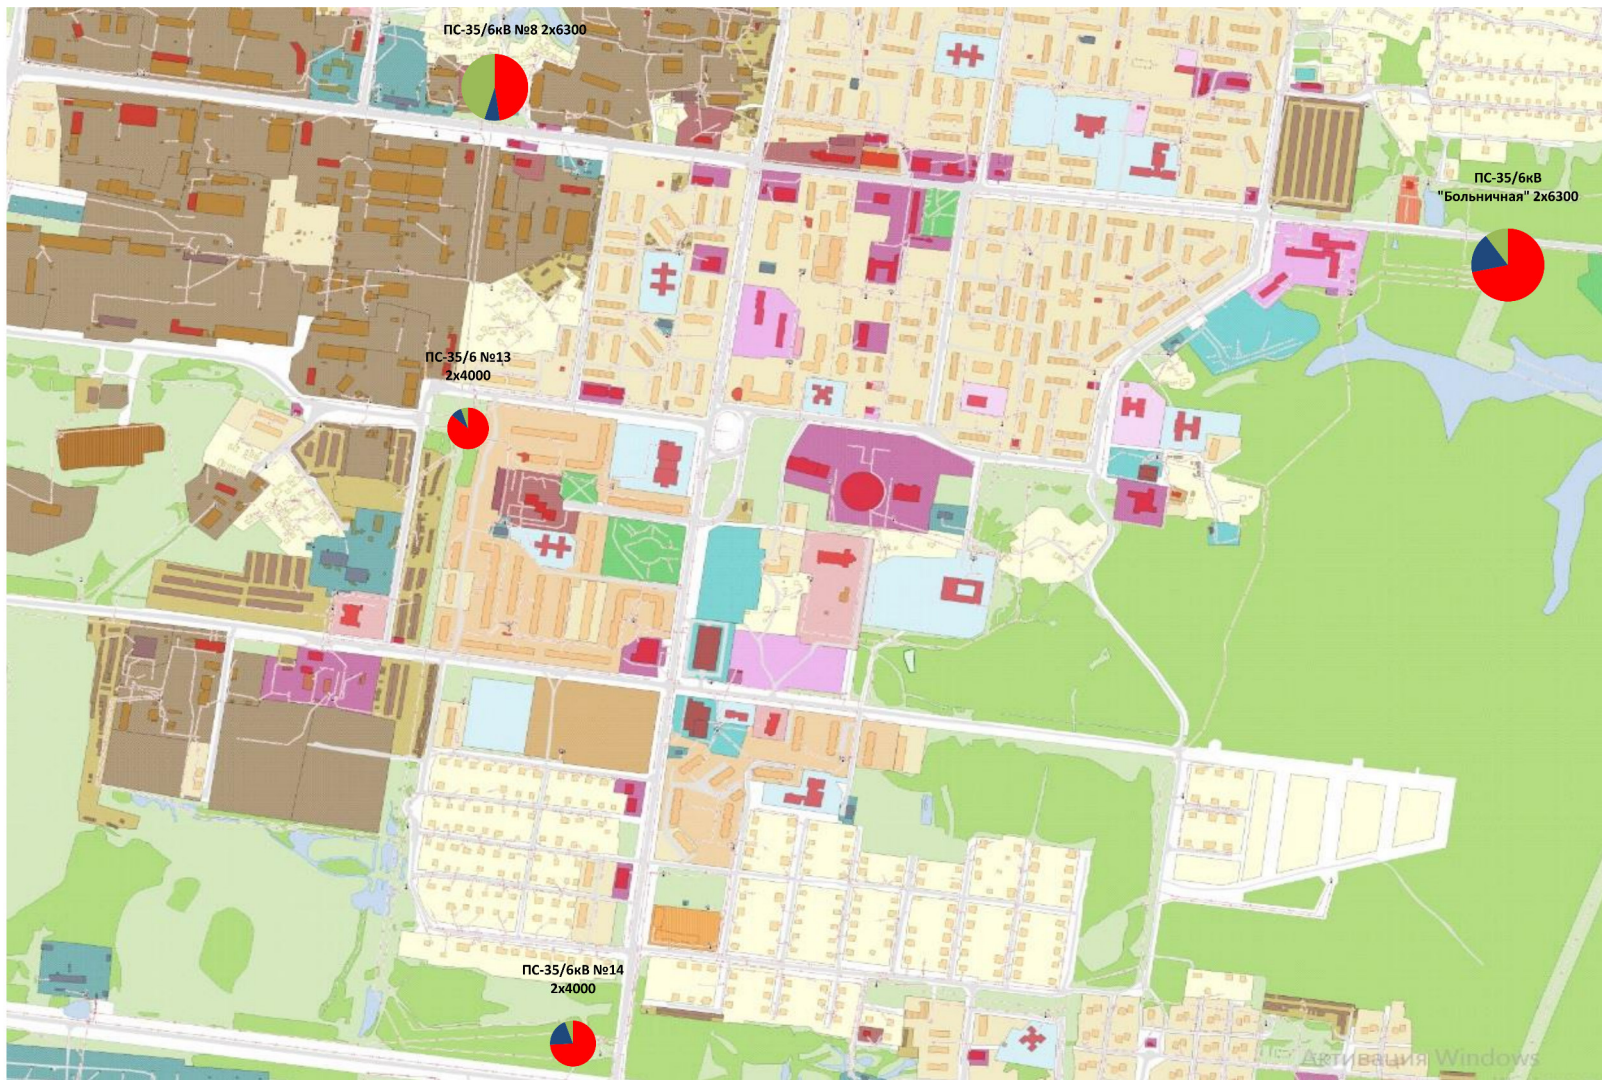 ПС-35/6кВ №8 2х6300
ПС-35/6кВ
"Больничная" 2х6300
ПС-35/6 №13
2х4000
ПС-35/6кВ №14
2х4000
Активация Windows